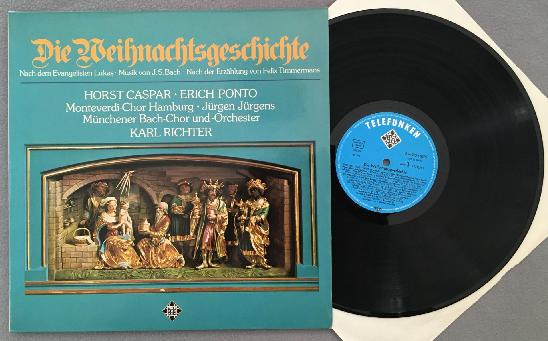 Die Weihnachtsgeschichte
Nach dem Evangelisten Lukas · Musik von J. S. Bach Nach der Erzählung von Felix Timmermans
HORST CASPAR · ERICH PONTO
Monteverdi-Chor Hamburg · Jürgen Jürgens
Münchener Bach-Chor und -Orchester
KARL RICHTER
TELEFUNKEN